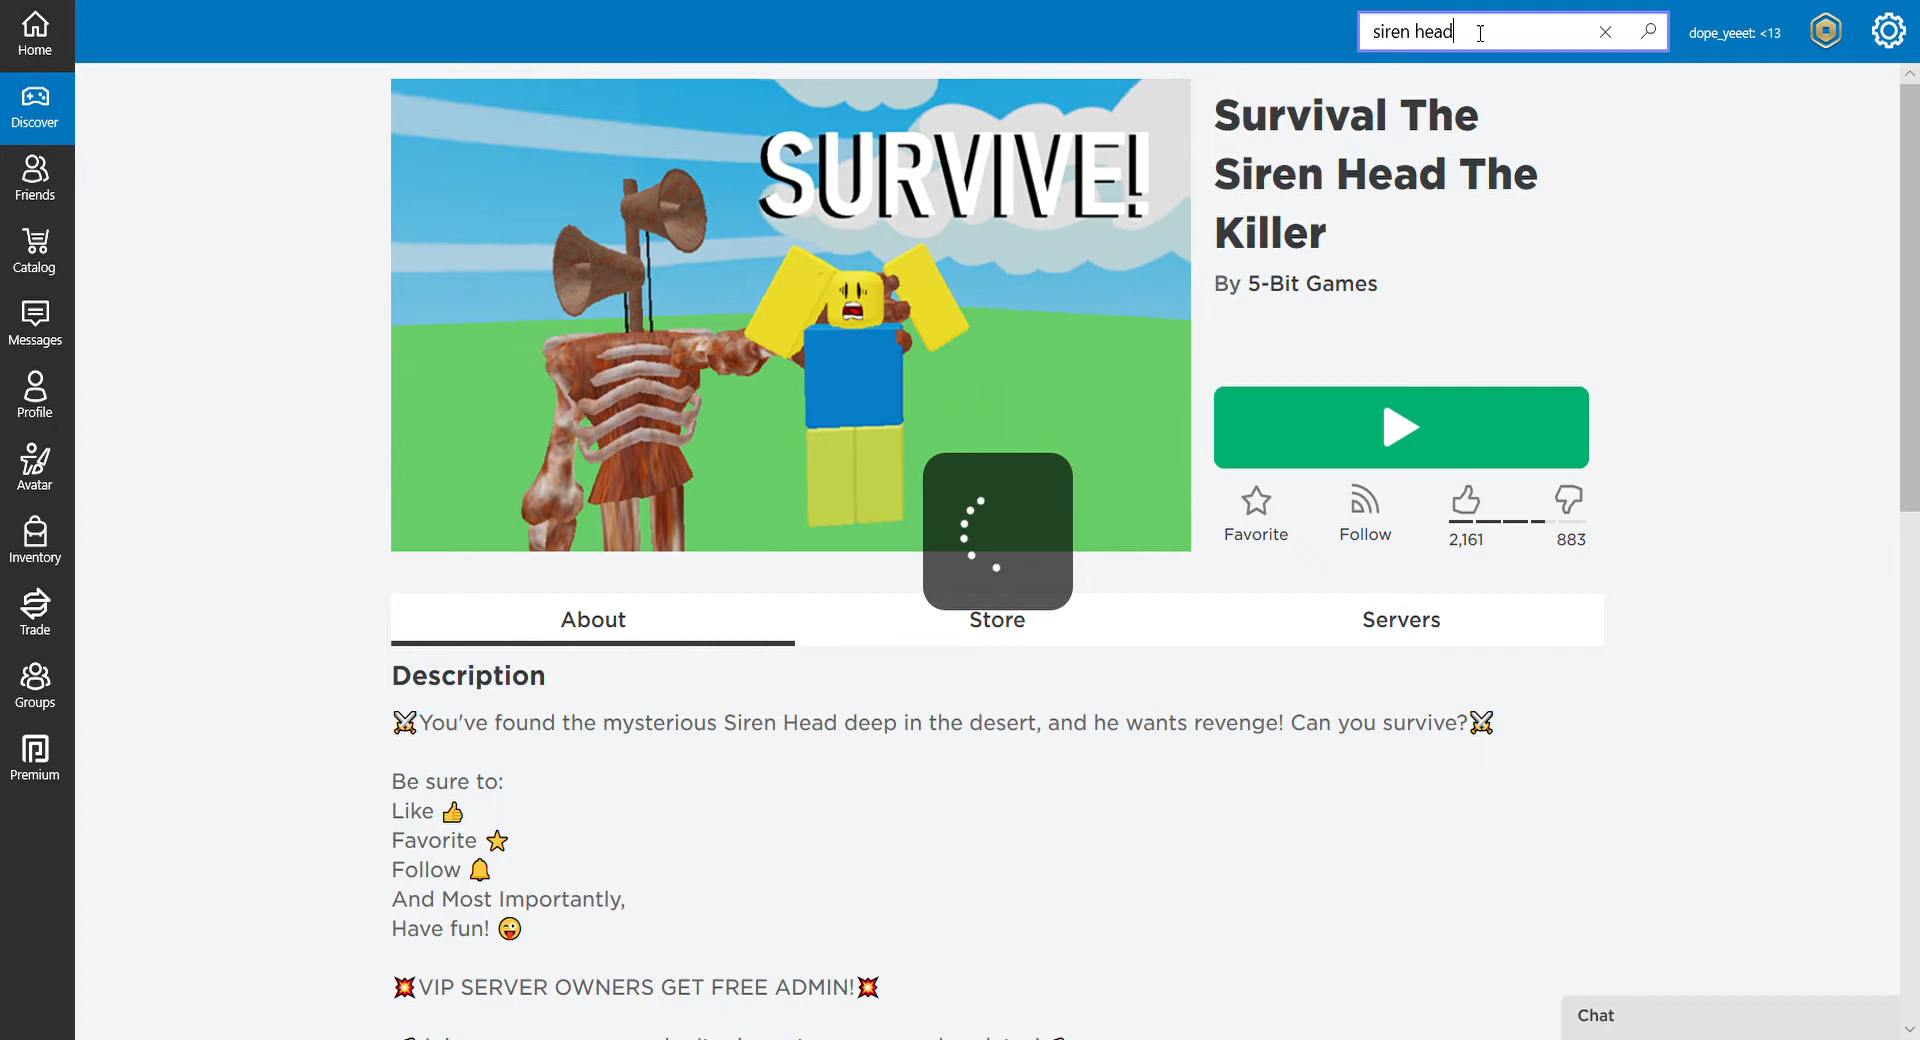 Home
siren head
dope_yeeet: <13
Discover
Friends
Catalog
Messages
Profile
Avatar
Inventory
Trade
Groups
Premium
SURVIVE!
Survival The
Siren Head The
Killer
By 5-Bit Games
Favorite
Follow
2,161
883
About
Store
Servers
Description
⚔️You've found the mysterious Siren Head deep in the desert, and he wants revenge! Can you survive?⚔️
Be sure to:
Like 👍
Favorite ⭐
Follow 🔔
And Most Importantly,
Have fun! 😜
💥VIP SERVER OWNERS GET FREE ADMIN!💥
Chat